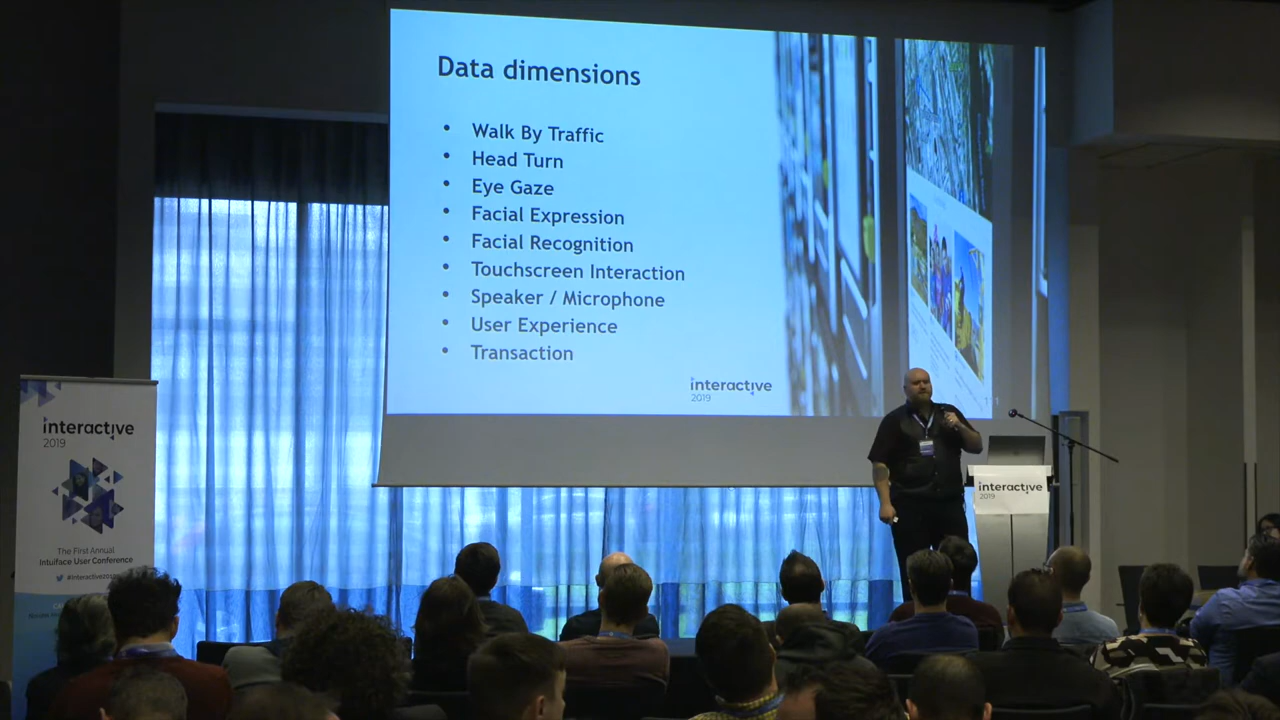 Data dimensions
• Walk By Traffic
• Head Turn
• Eye Gaze
• Facial Expression
• Facial Recognition
• Touchscreen Interaction
• Speaker / Microphone
• User Experience
• Transaction
interactive
2019
interactive
2019
The First Annual
Intuiface User Conference
interactive
2019